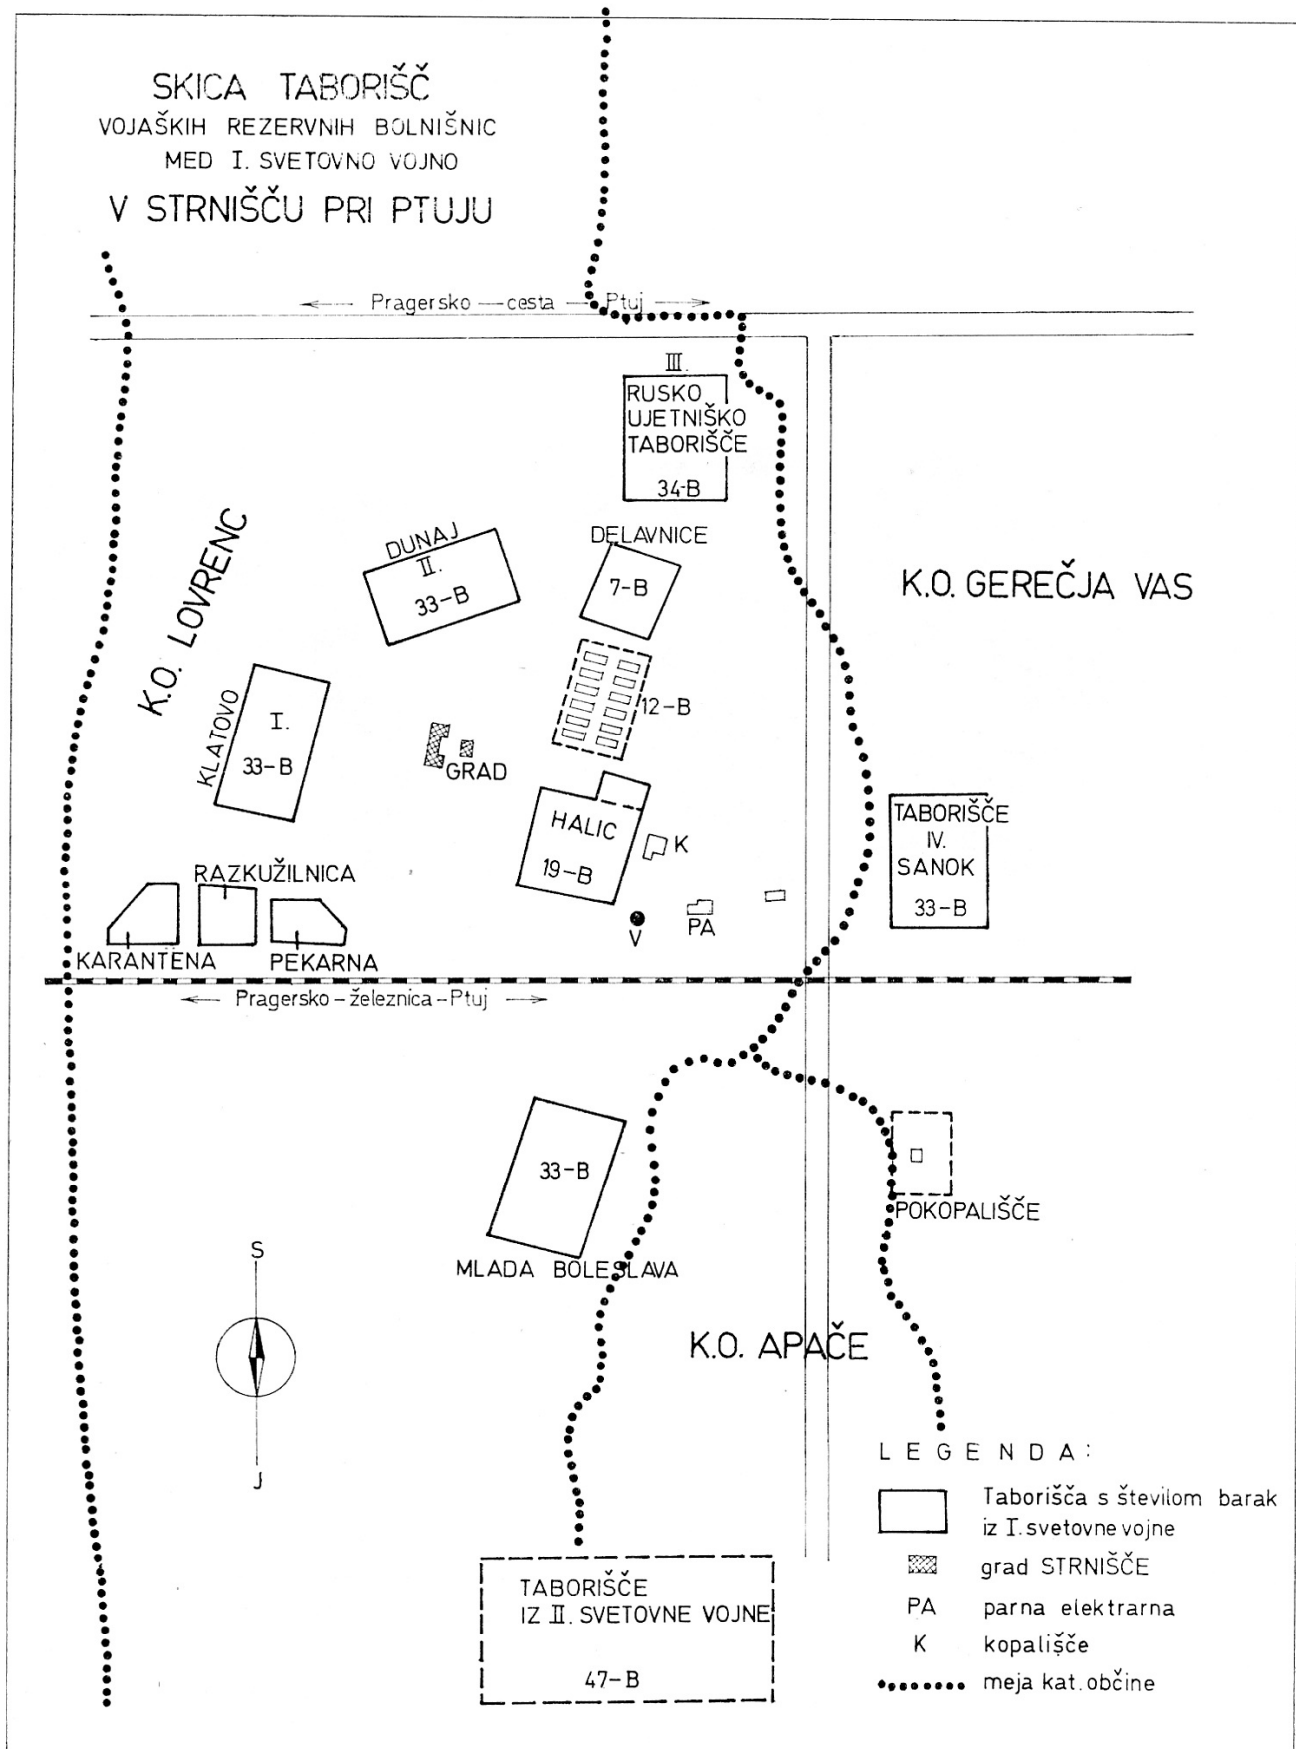 SKICA TABORIŠČ
VOJAŠKIH REZERVNIH BOLNIŠNIC
MED I. SVETOVNO VOJNO
V STRNIŠČU PRI PTUJU
Pragersko — cesta — Ptuj
III.
RUSKO
UJETNIŠKO
TABORIŠČE
34-B
DUNAJ
II.
33-B
DELAVNICE
7-B
K.O. LOVRENC
K.O. GEREČJA VAS
KLATOVO
I.
33-B
12-B
GRAD
HALIC
19-B
K
TABORIŠČE
IV.
SANOK
33-B
RAZKUŽILNICA
KARANTENA
PEKARNA
V
PA
Pragersko - železnica - Ptuj
33-B
MLADA BOLESLAVA
POKOPALIŠČE
S
J
K.O. APAČE
TABORIŠČE
IZ II. SVETOVNE VOJNE
47-B
LEGENDA:
Taborišča s številom barak
iz I. svetovne vojne
grad STRNIŠČE
PA parna elektrarna
K kopališče
meja kat. občine